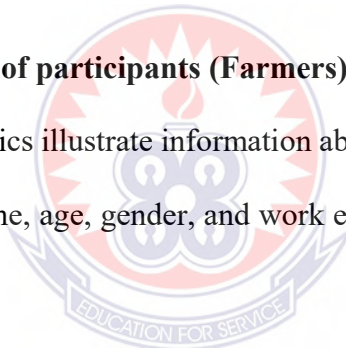 of participants (Farmers)
ics illustrate information ab
ne, age, gender, and work e
EDUCATION FOR SERVICE